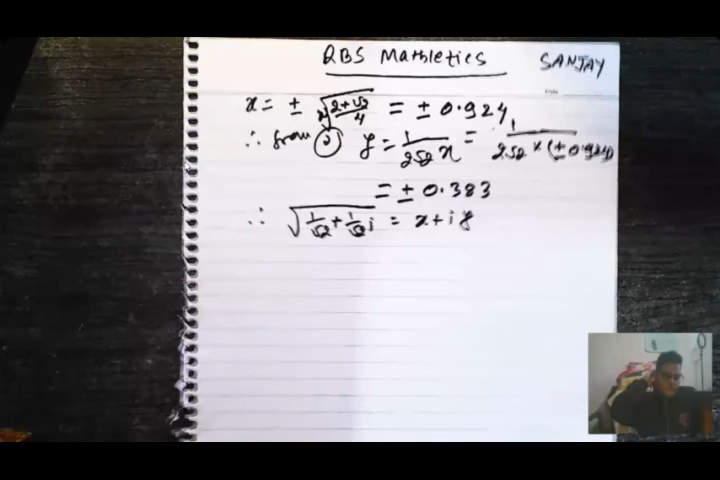 QBS Mathletics
SANJAY
x = ± √((2+√2)/4) = ± 0.924
∴ from ② y = 1/(2√2 x) = 1/(2√2 × (± 0.924))
= ± 0.383
∴ √(1/√2 + 1/√2 i) = x + i y